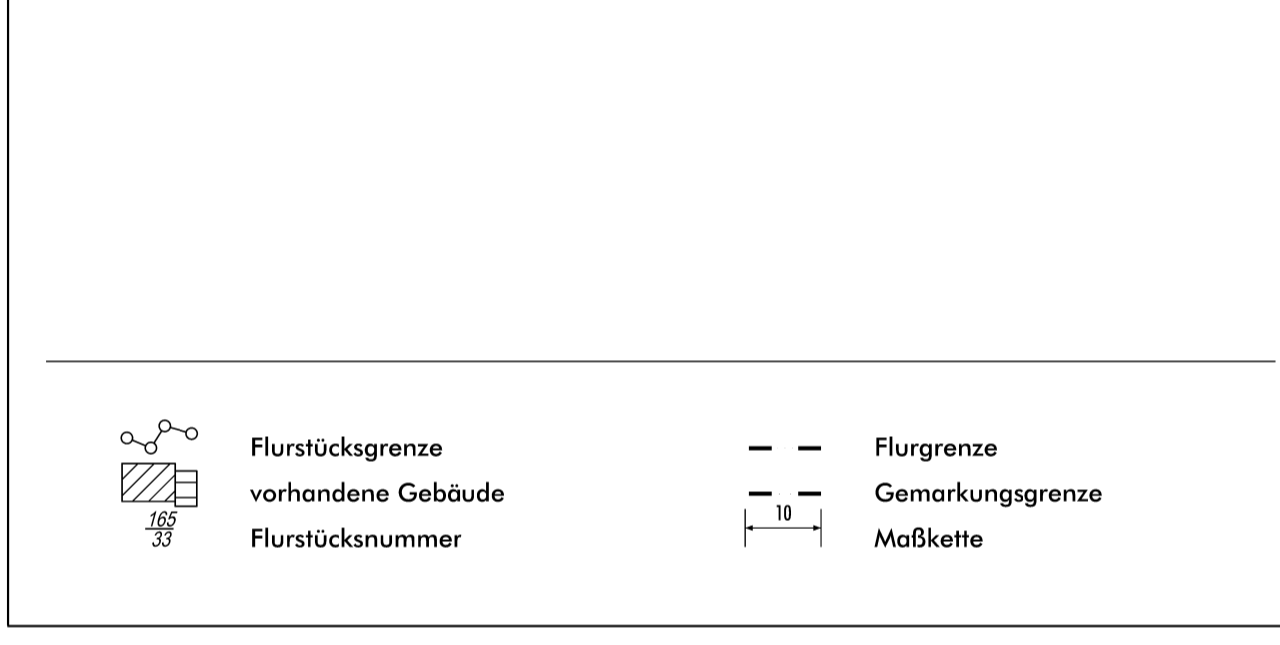 Flurstücksgrenze
vorhandene Gebäude
165
33
Flurstücksnummer
Flurgrenze
Gemarkungsgrenze
10
Maßkette